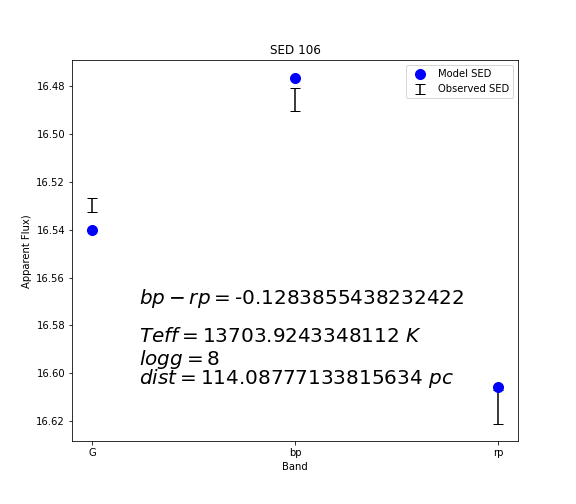 SED 106
Model SED
Observed SED
16.48
16.50
16.52
16.54
16.56
16.58
16.60
16.62
Apparent Flux)
bp − rp = -0.1283855438232422
Teff = 13703.9243348112 K
logg = 8
dist = 114.08777133815634 pc
G bp rp
Band